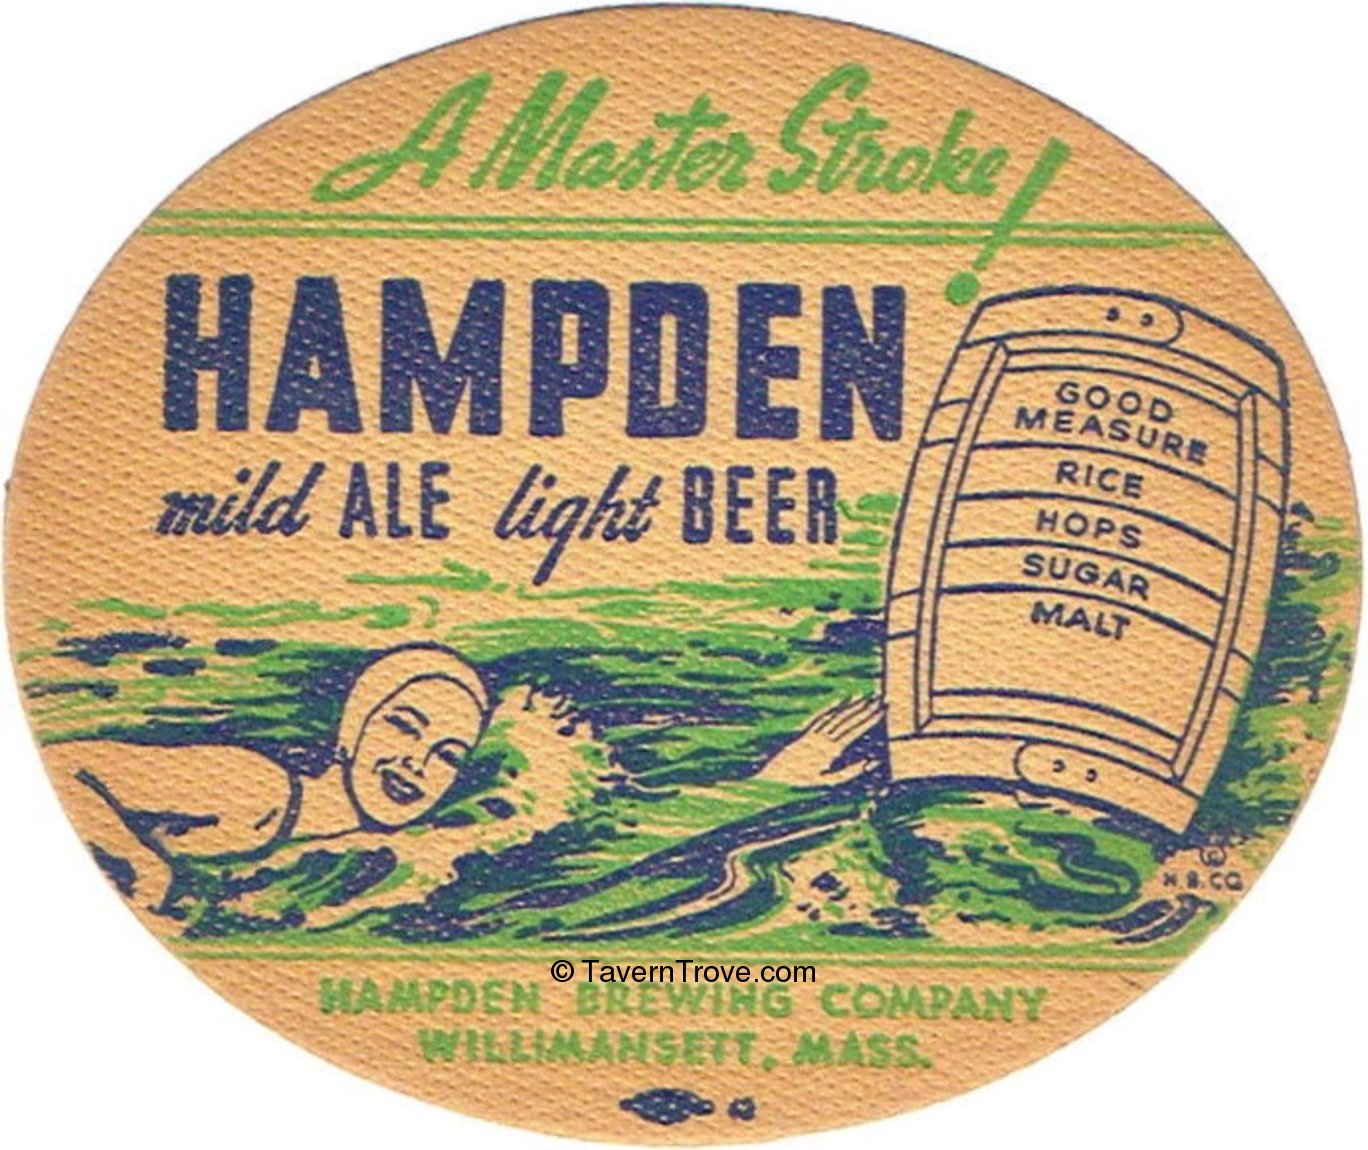 A Master Stroke!
HAMPDEN
mild ALE light BEER
GOOD
MEASURE
RICE
HOPS
SUGAR
MALT
©
H. B. CO.
© TavernTrove.com
HAMPDEN BREWING COMPANY
WILLIMANSETT, MASS.